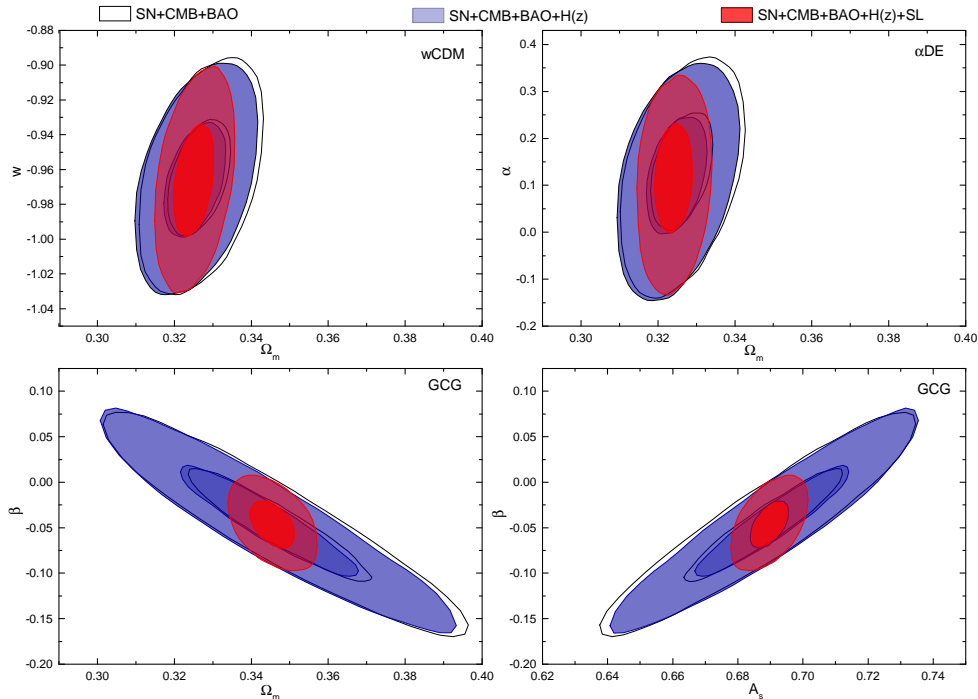 SN+CMB+BAO SN+CMB+BAO+H(z) SN+CMB+BAO+H(z)+SL
-0.88
-0.90
-0.92
-0.94
-0.96
-0.98
-1.00
-1.02
-1.04
w
wCDM
0.30 0.32 0.34 0.36 0.38 0.40
Ωm
0.4
0.3
0.2
0.1
0.0
-0.1
-0.2
α
αDE
0.30 0.32 0.34 0.36 0.38 0.40
Ωm
0.10
0.05
0.00
-0.05
-0.10
-0.15
-0.20
β
GCG
0.30 0.32 0.34 0.36 0.38 0.40
Ωm
0.10
0.05
0.00
-0.05
-0.10
-0.15
-0.20
β
GCG
0.62 0.64 0.66 0.68 0.70 0.72 0.74
As